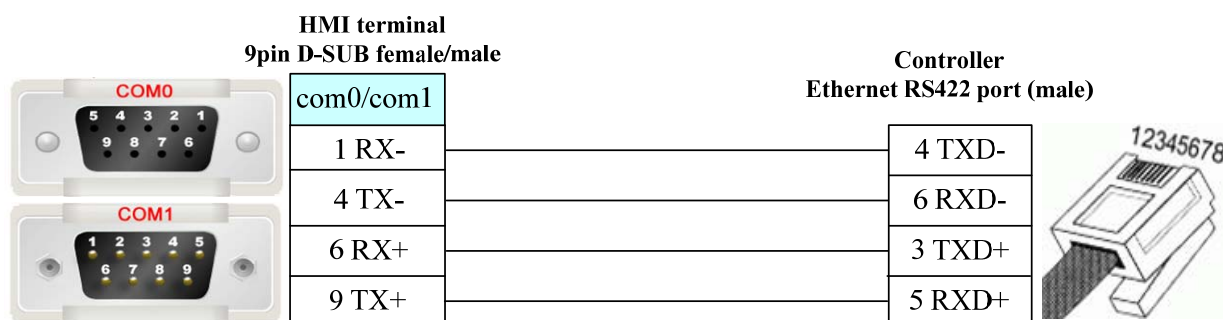 HMI terminal
9pin D-SUB female/male
Controller
Ethernet RS422 port (male)
COM0
5 4 3 2 1
9 8 7 6
COM1
1 2 3 4 5
6 7 8 9
com0/com1
1 RX-
4 TXD-
4 TX-
6 RXD-
6 RX+
3 TXD+
9 TX+
5 RXD+
12345678